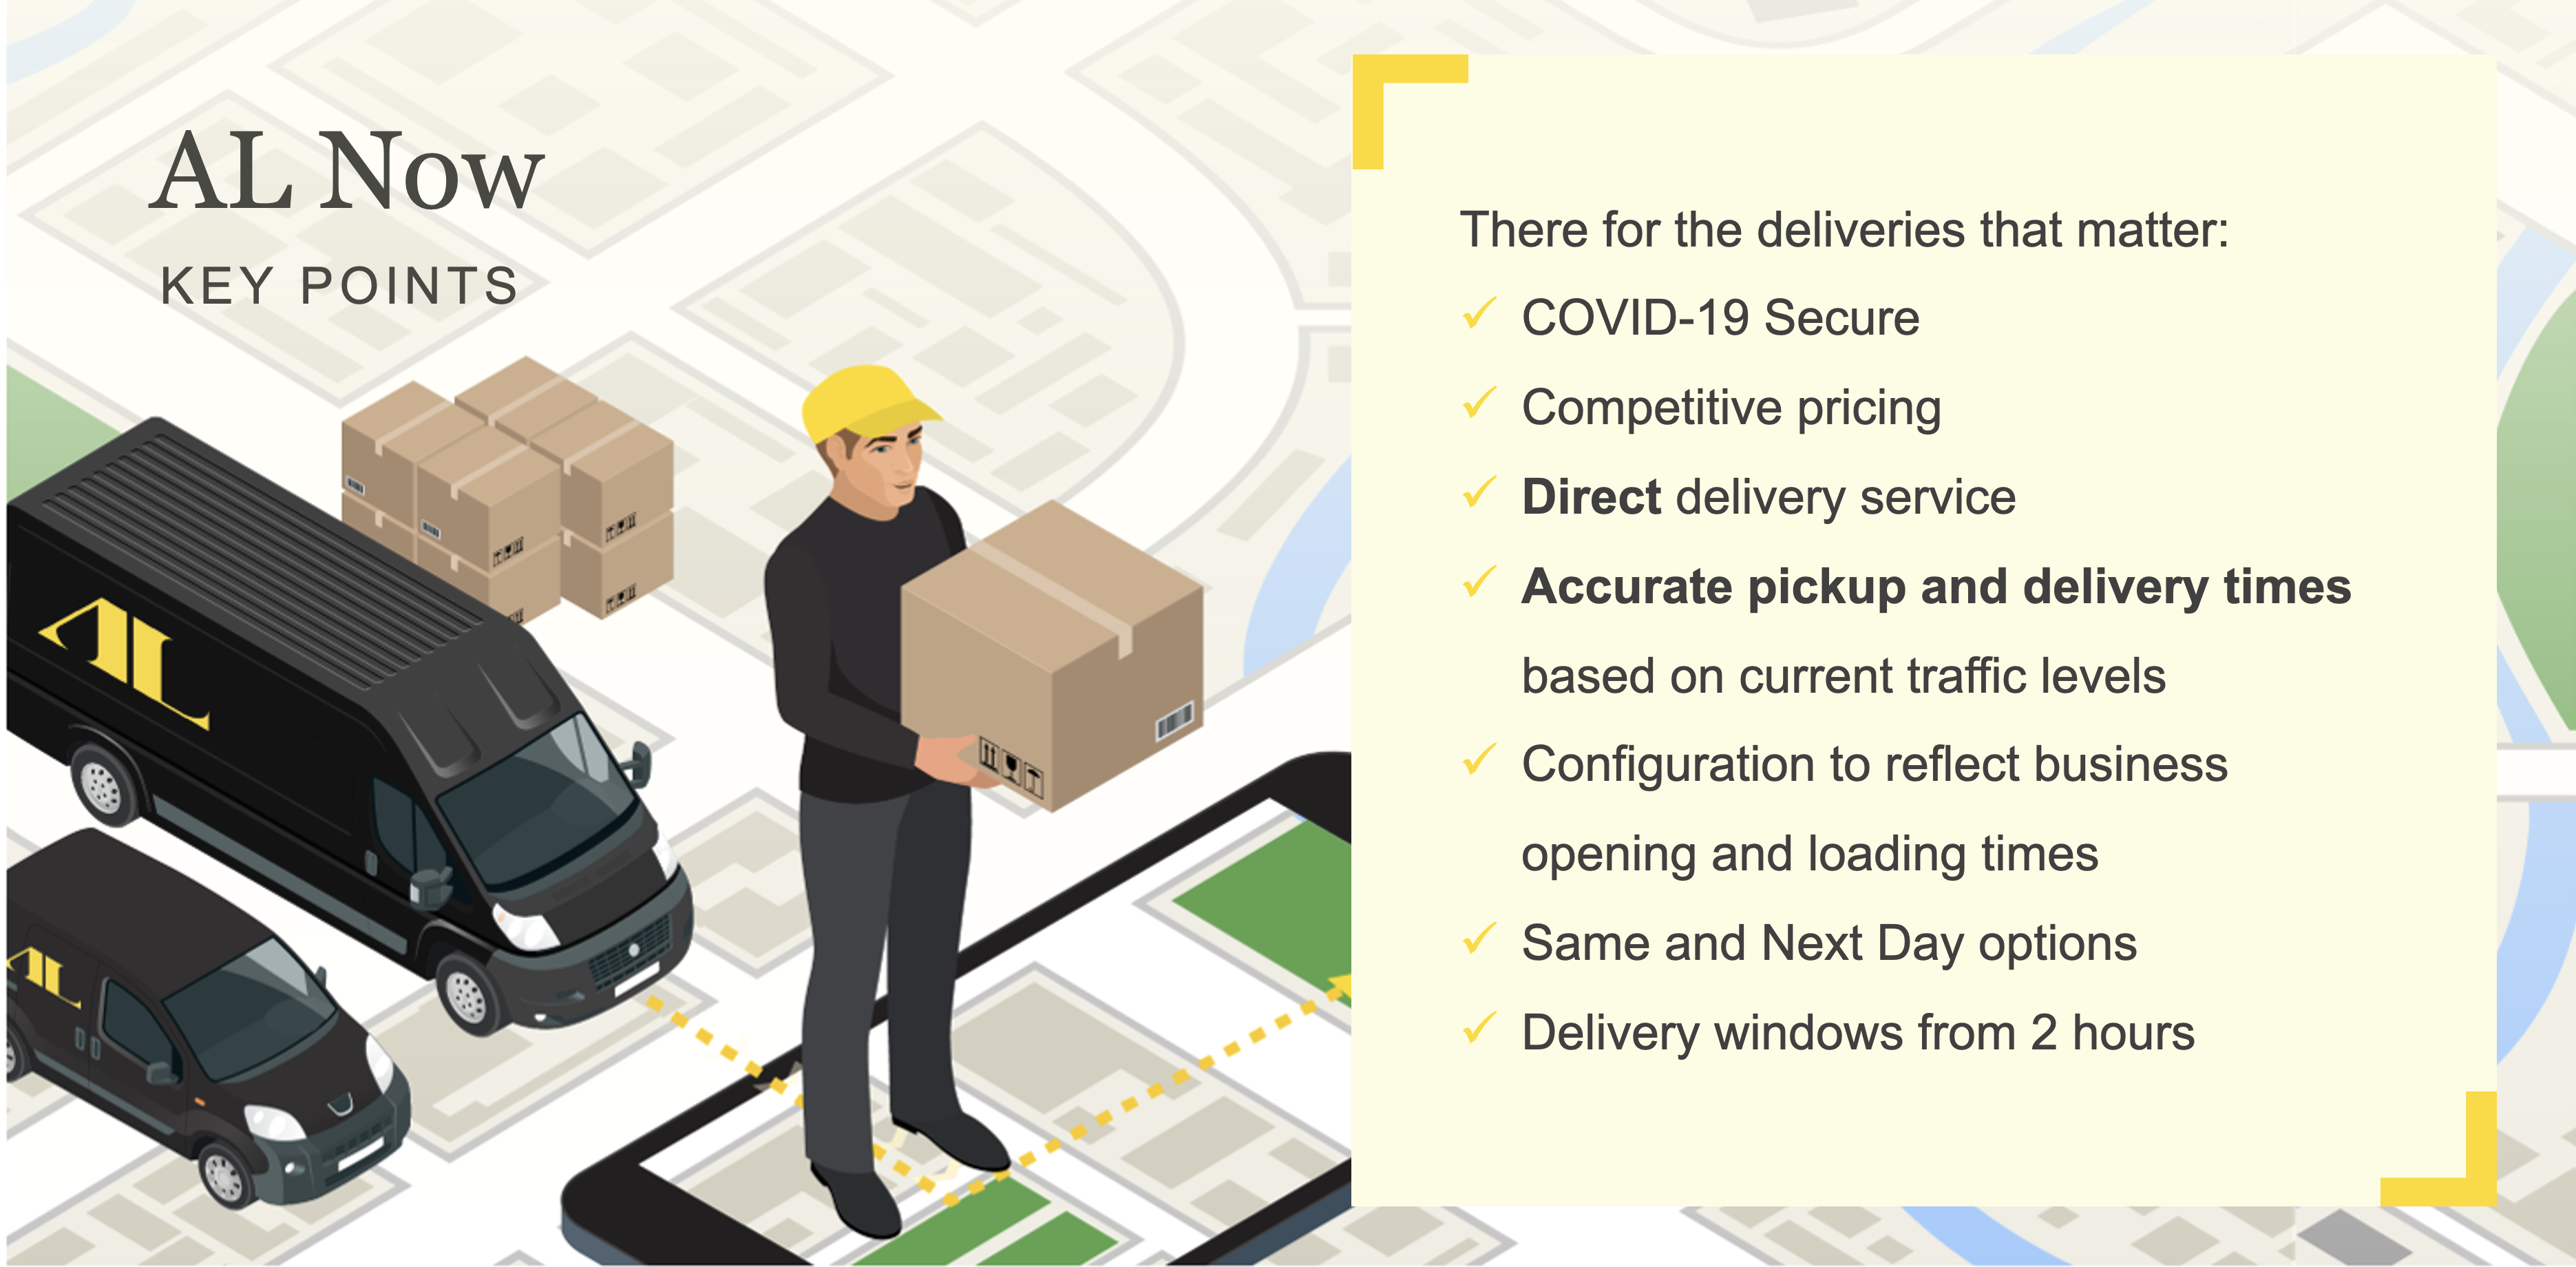 AL Now
KEY POINTS
AL
AL
There for the deliveries that matter:
✓ COVID-19 Secure
✓ Competitive pricing
✓ Direct delivery service
✓ Accurate pickup and delivery times
based on current traffic levels
✓ Configuration to reflect business
opening and loading times
✓ Same and Next Day options
✓ Delivery windows from 2 hours